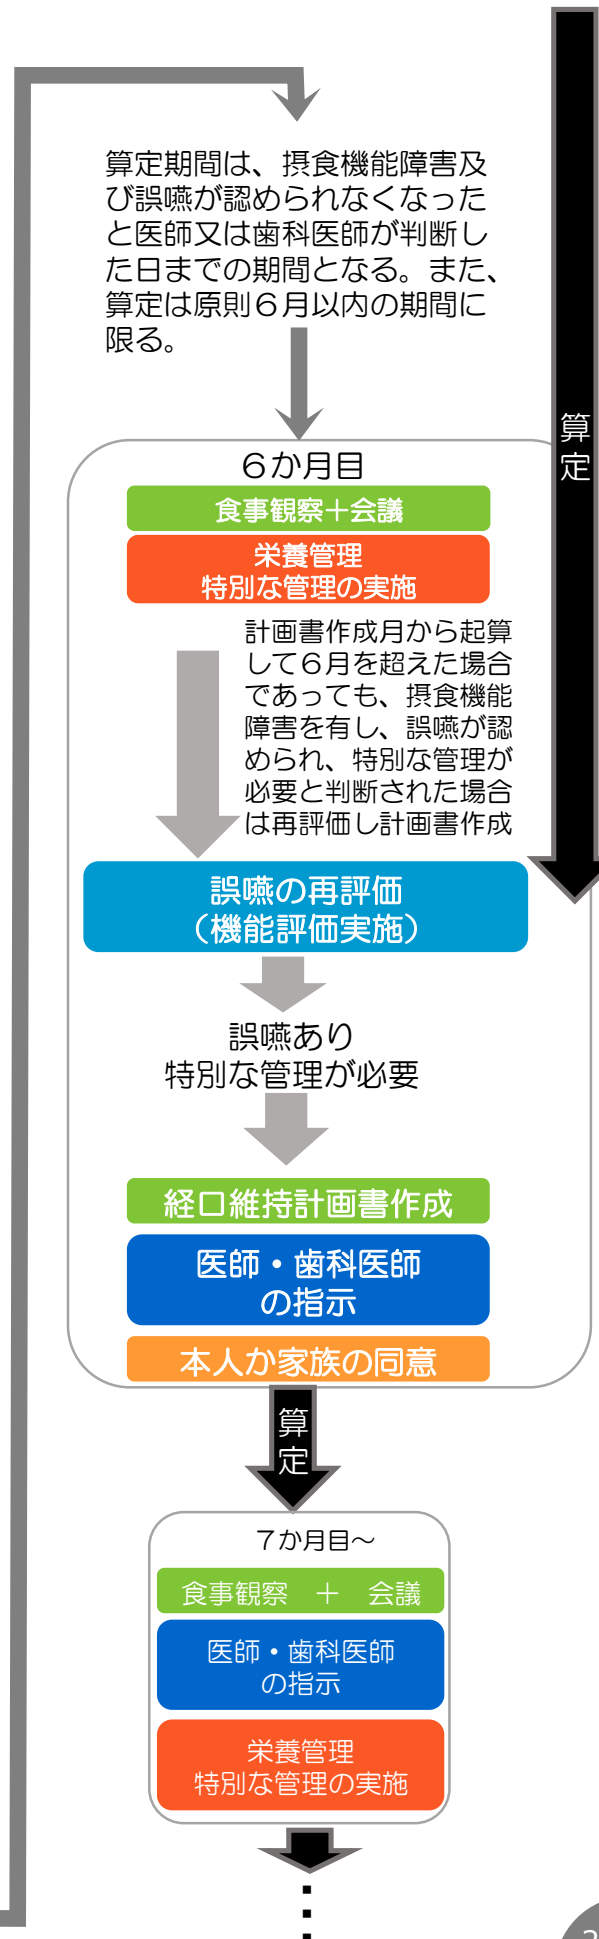 算定期間は、摂食機能障害及
び誤嚥が認められなくなった
と医師又は歯科医師が判断し
た日までの期間となる。また、
算定は原則６月以内の期間に
限る。
算定
６か月目
食事観察＋会議
栄養管理
特別な管理の実施
計画書作成月から起算
して６月を超えた場合
であっても、摂食機能
障害を有し、誤嚥が認
められ、特別な管理が
必要と判断された場合
は再評価し計画書作成
誤嚥の再評価
（機能評価実施）
誤嚥あり
特別な管理が必要
経口維持計画書作成
医師・歯科医師
の指示
本人か家族の同意
算定
７か月目～
食事観察　＋　会議
医師・歯科医師
の指示
栄養管理
特別な管理の実施